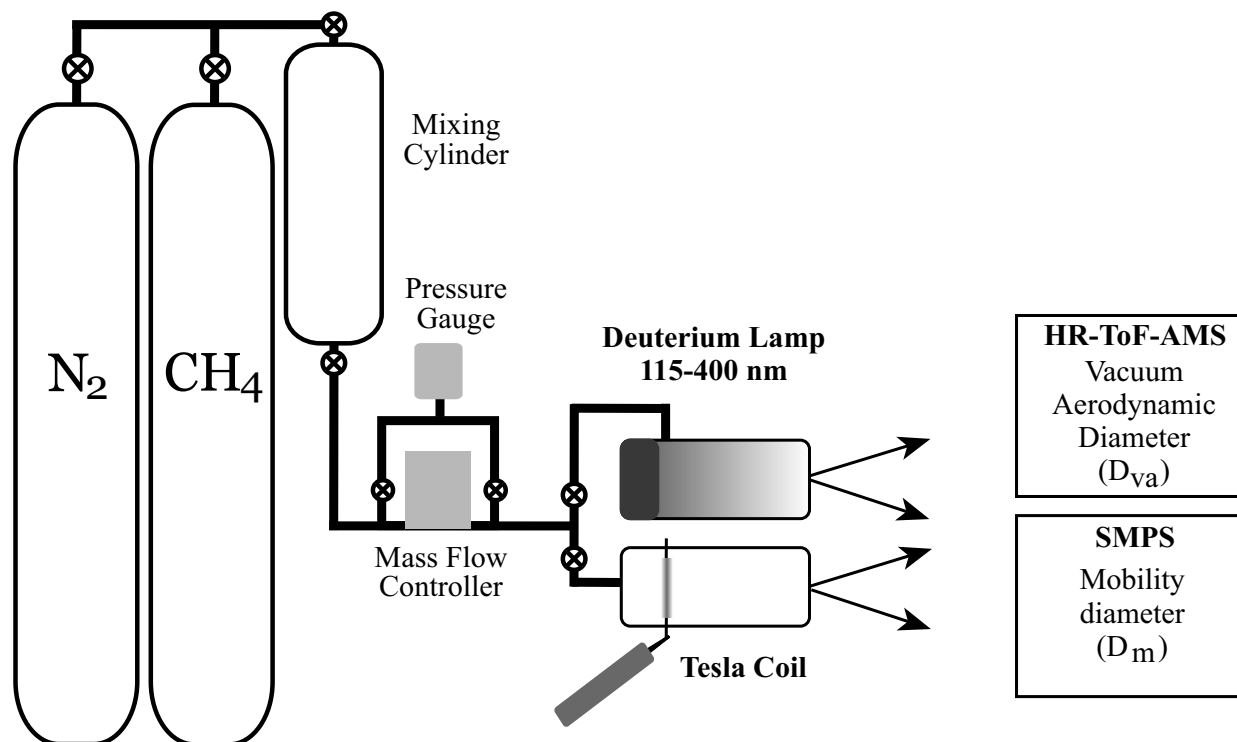 N₂
CH₄
Mixing
Cylinder
Pressure
Gauge
Mass Flow
Controller
Deuterium Lamp
115-400 nm
Tesla Coil
HR-ToF-AMS
Vacuum
Aerodynamic
Diameter
(Dva)
SMPS
Mobility
diameter
(Dm)